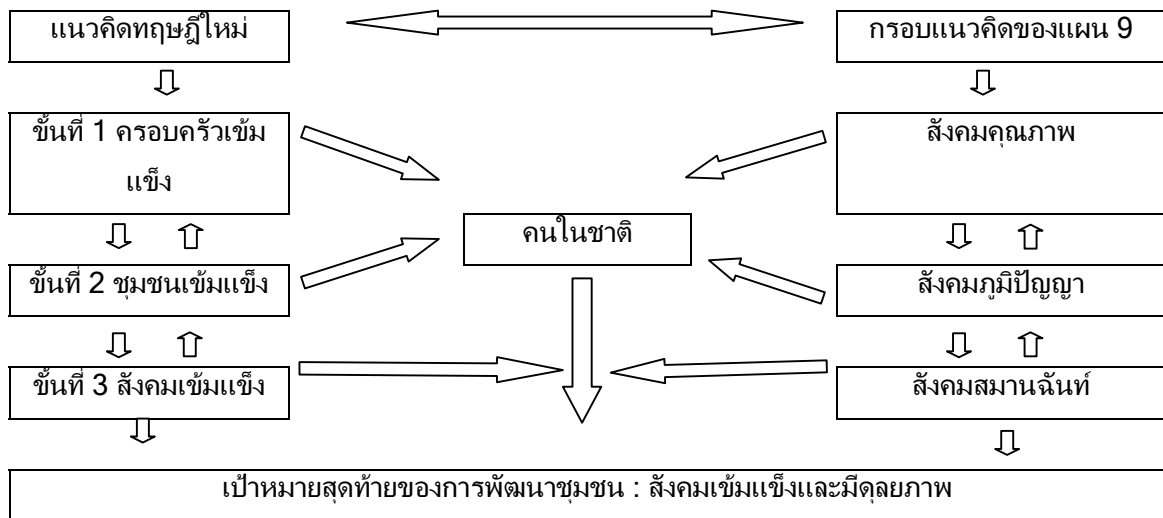 แนวคิดทฤษฎีใหม่
กรอบแนวคิดของแผน 9
ขั้นที่ 1 ครอบครัวเข้ม
แข็ง
สังคมคุณภาพ
คนในชาติ
ขั้นที่ 2 ชุมชนเข้มแข็ง
สังคมภูมิปัญญา
ขั้นที่ 3 สังคมเข้มแข็ง
สังคมสมานฉันท์
เป้าหมายสุดท้ายของการพัฒนาชุมชน : สังคมเข้มแข็งและมีดุลยภาพ